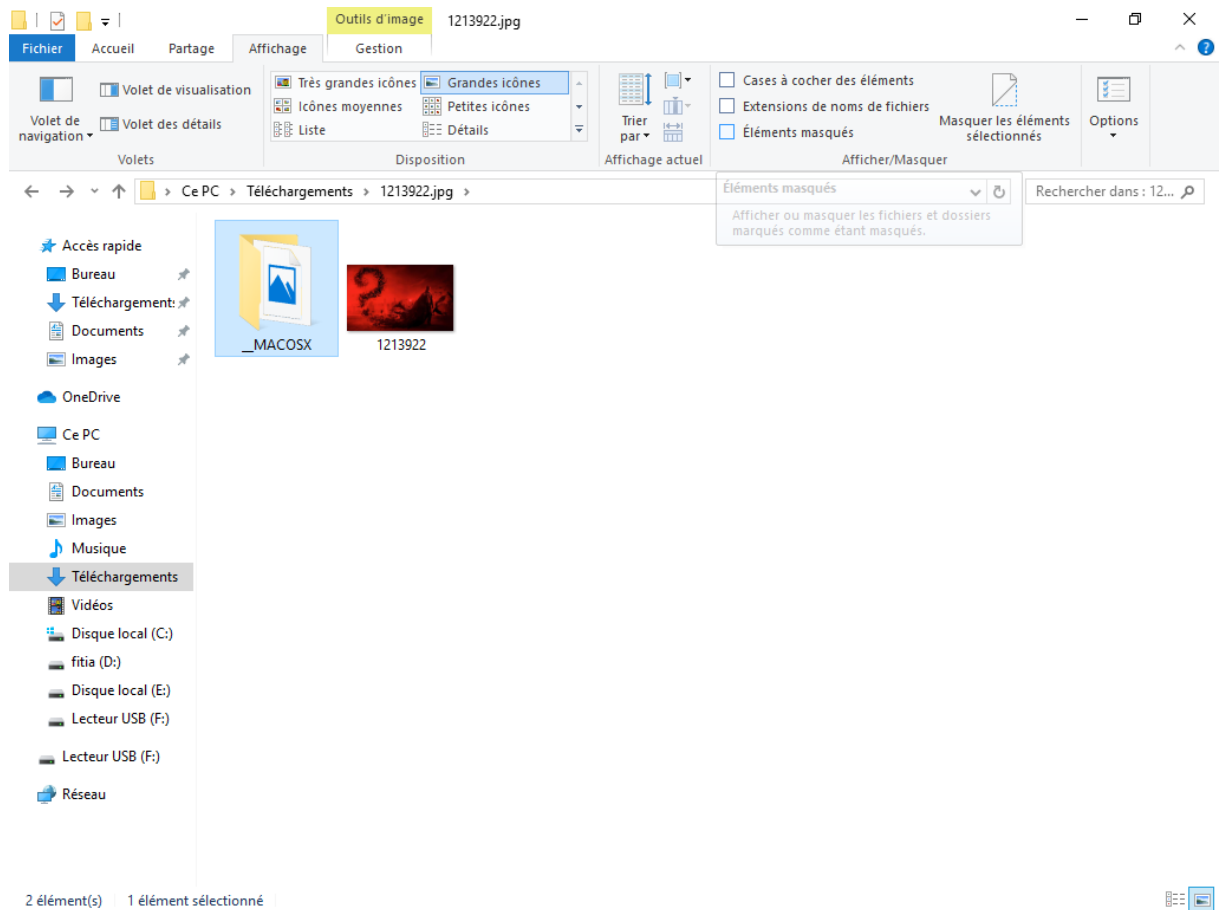 Outils d'image
1213922.jpg
Fichier
Accueil
Partage
Affichage
Gestion
Volet de navigation
Volet de visualisation
Volet des détails
Volets
Très grandes icônes
Grandes icônes
Icônes moyennes
Petites icônes
Liste
Détails
Disposition
Trier par
Affichage actuel
Cases à cocher des éléments
Extensions de noms de fichiers
Éléments masqués
Masquer les éléments sélectionnés
Afficher/Masquer
Options
Ce PC > Téléchargements > 1213922.jpg >
Rechercher dans : 12...
Éléments masqués
Afficher ou masquer les fichiers et dossiers
marqués comme étant masqués.
Accès rapide
Bureau
Téléchargement:
Documents
Images
OneDrive
Ce PC
Bureau
Documents
Images
Musique
Téléchargements
Vidéos
Disque local (C:)
fitia (D:)
Disque local (E:)
Lecteur USB (F:)
Lecteur USB (F:)
Réseau
__MACOSX
1213922
2 élément(s)
1 élément sélectionné